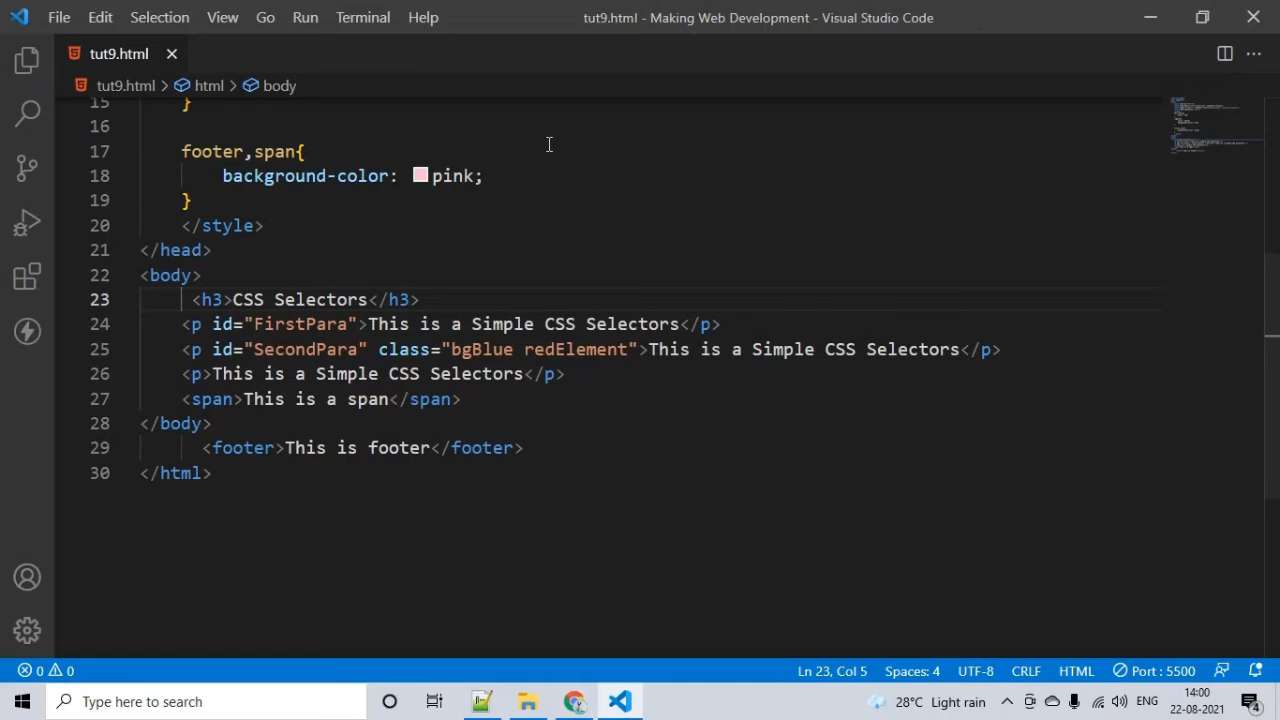 File Edit Selection View Go Run Terminal Help tut9.html - Making Web Development - Visual Studio Code
tut9.html
tut9.html > html > body
15 }
16
17 footer,span{
18 background-color: pink;
19 }
20 </style>
21 </head>
22 <body>
23 <h3>CSS Selectors</h3>
24 <p id="FirstPara">This is a Simple CSS Selectors</p>
25 <p id="SecondPara" class="bgBlue redElement">This is a Simple CSS Selectors</p>
26 <p>This is a Simple CSS Selectors</p>
27 <span>This is a span</span>
28 </body>
29 <footer>This is footer</footer>
30 </html>
0 0 Ln 23, Col 5 Spaces: 4 UTF-8 CRLF HTML Port : 5500
Type here to search 28°C Light rain ENG 14:00
22-08-2021 4